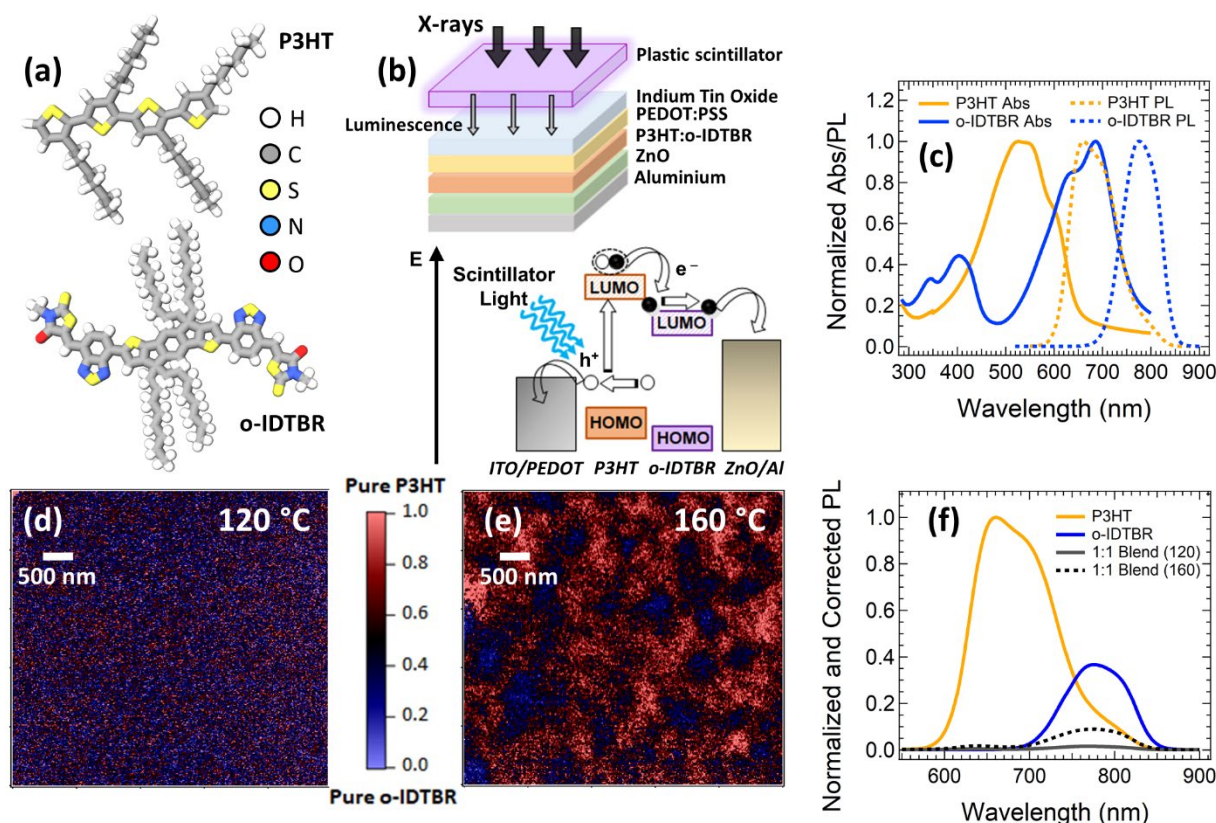 (a)
P3HT
H
C
S
N
O
o-IDTBR
(b)
X-rays
Plastic scintillator
Luminescence
Indium Tin Oxide
PEDOT:PSS
P3HT:o-IDTBR
ZnO
Aluminium
E
Scintillator
Light
LUMO
e⁻
LUMO
h⁺
HOMO
HOMO
ITO/PEDOT P3HT o-IDTBR ZnO/Al
(c)
P3HT Abs
o-IDTBR Abs
P3HT PL
o-IDTBR PL
Normalized Abs/PL
1.2
1.0
0.8
0.6
0.4
0.2
0.0
300 400 500 600 700 800 900
Wavelength (nm)
(d)
120 °C
500 nm
Pure P3HT
1.0
0.8
0.6
0.4
0.2
0.0
Pure o-IDTBR
(e)
160 °C
500 nm
(f)
P3HT
o-IDTBR
1:1 Blend (120)
1:1 Blend (160)
Normalized and Corrected PL
1.0
0.8
0.6
0.4
0.2
0.0
600 700 800 900
Wavelength (nm)